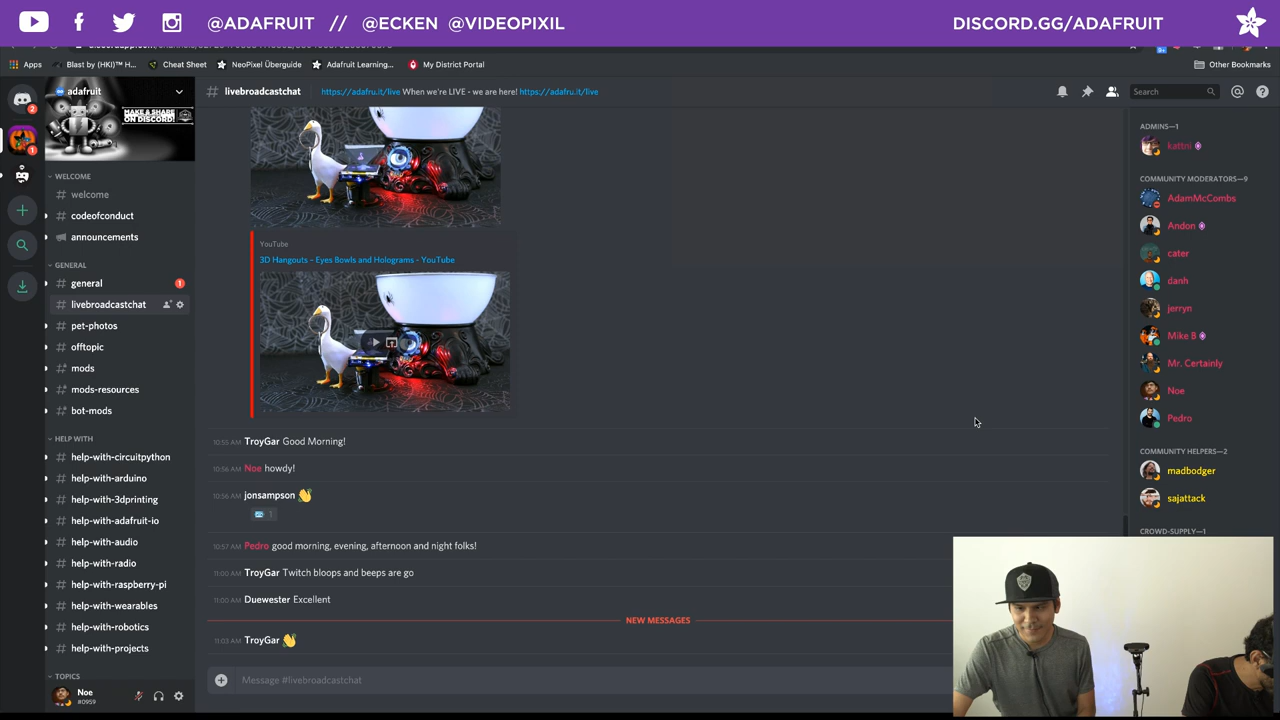 @ADAFRUIT // @ECKEN @VIDEOPIXIL
DISCORD.GG/ADAFRUIT
Apps
Blast by (HKI)™ H...
Cheat Sheet
NeoPixel Überguide
Adafruit Learning...
My District Portal
Other Bookmarks
adafruit
MAKE & SHARE
ON DISCORD!
# livebroadcastchat
https://adafru.it/live When we're LIVE - we are here! https://adafru.it/live
Search
2
1
WELCOME
# welcome
# codeofconduct
announcements
GENERAL
# general 1
# livebroadcastchat
# pet-photos
# offtopic
# mods
# mods-resources
# bot-mods
HELP WITH
# help-with-circuitpython
# help-with-arduino
# help-with-3dprinting
# help-with-adafruit-io
# help-with-audio
# help-with-radio
# help-with-raspberry-pi
# help-with-wearables
# help-with-robotics
# help-with-projects
TOPICS
Noe
#0959
YouTube
3D Hangouts – Eyes Bowls and Holograms - YouTube
10:55 AM TroyGar Good Morning!
10:56 AM Noe howdy!
10:56 AM jonsampson 👋
1
10:57 AM Pedro good morning, evening, afternoon and night folks!
11:00 AM TroyGar Twitch bloops and beeps are go
11:00 AM Duewester Excellent
NEW MESSAGES
11:03 AM TroyGar 👋
Message #livebroadcastchat
ADMINS—1
kattni
COMMUNITY MODERATORS—9
AdamMcCombs
Andon
cater
danh
jerryn
Mike B
Mr. Certainly
Noe
Pedro
COMMUNITY HELPERS—2
madbodger
sajattack
CROWD-SUPPLY—1